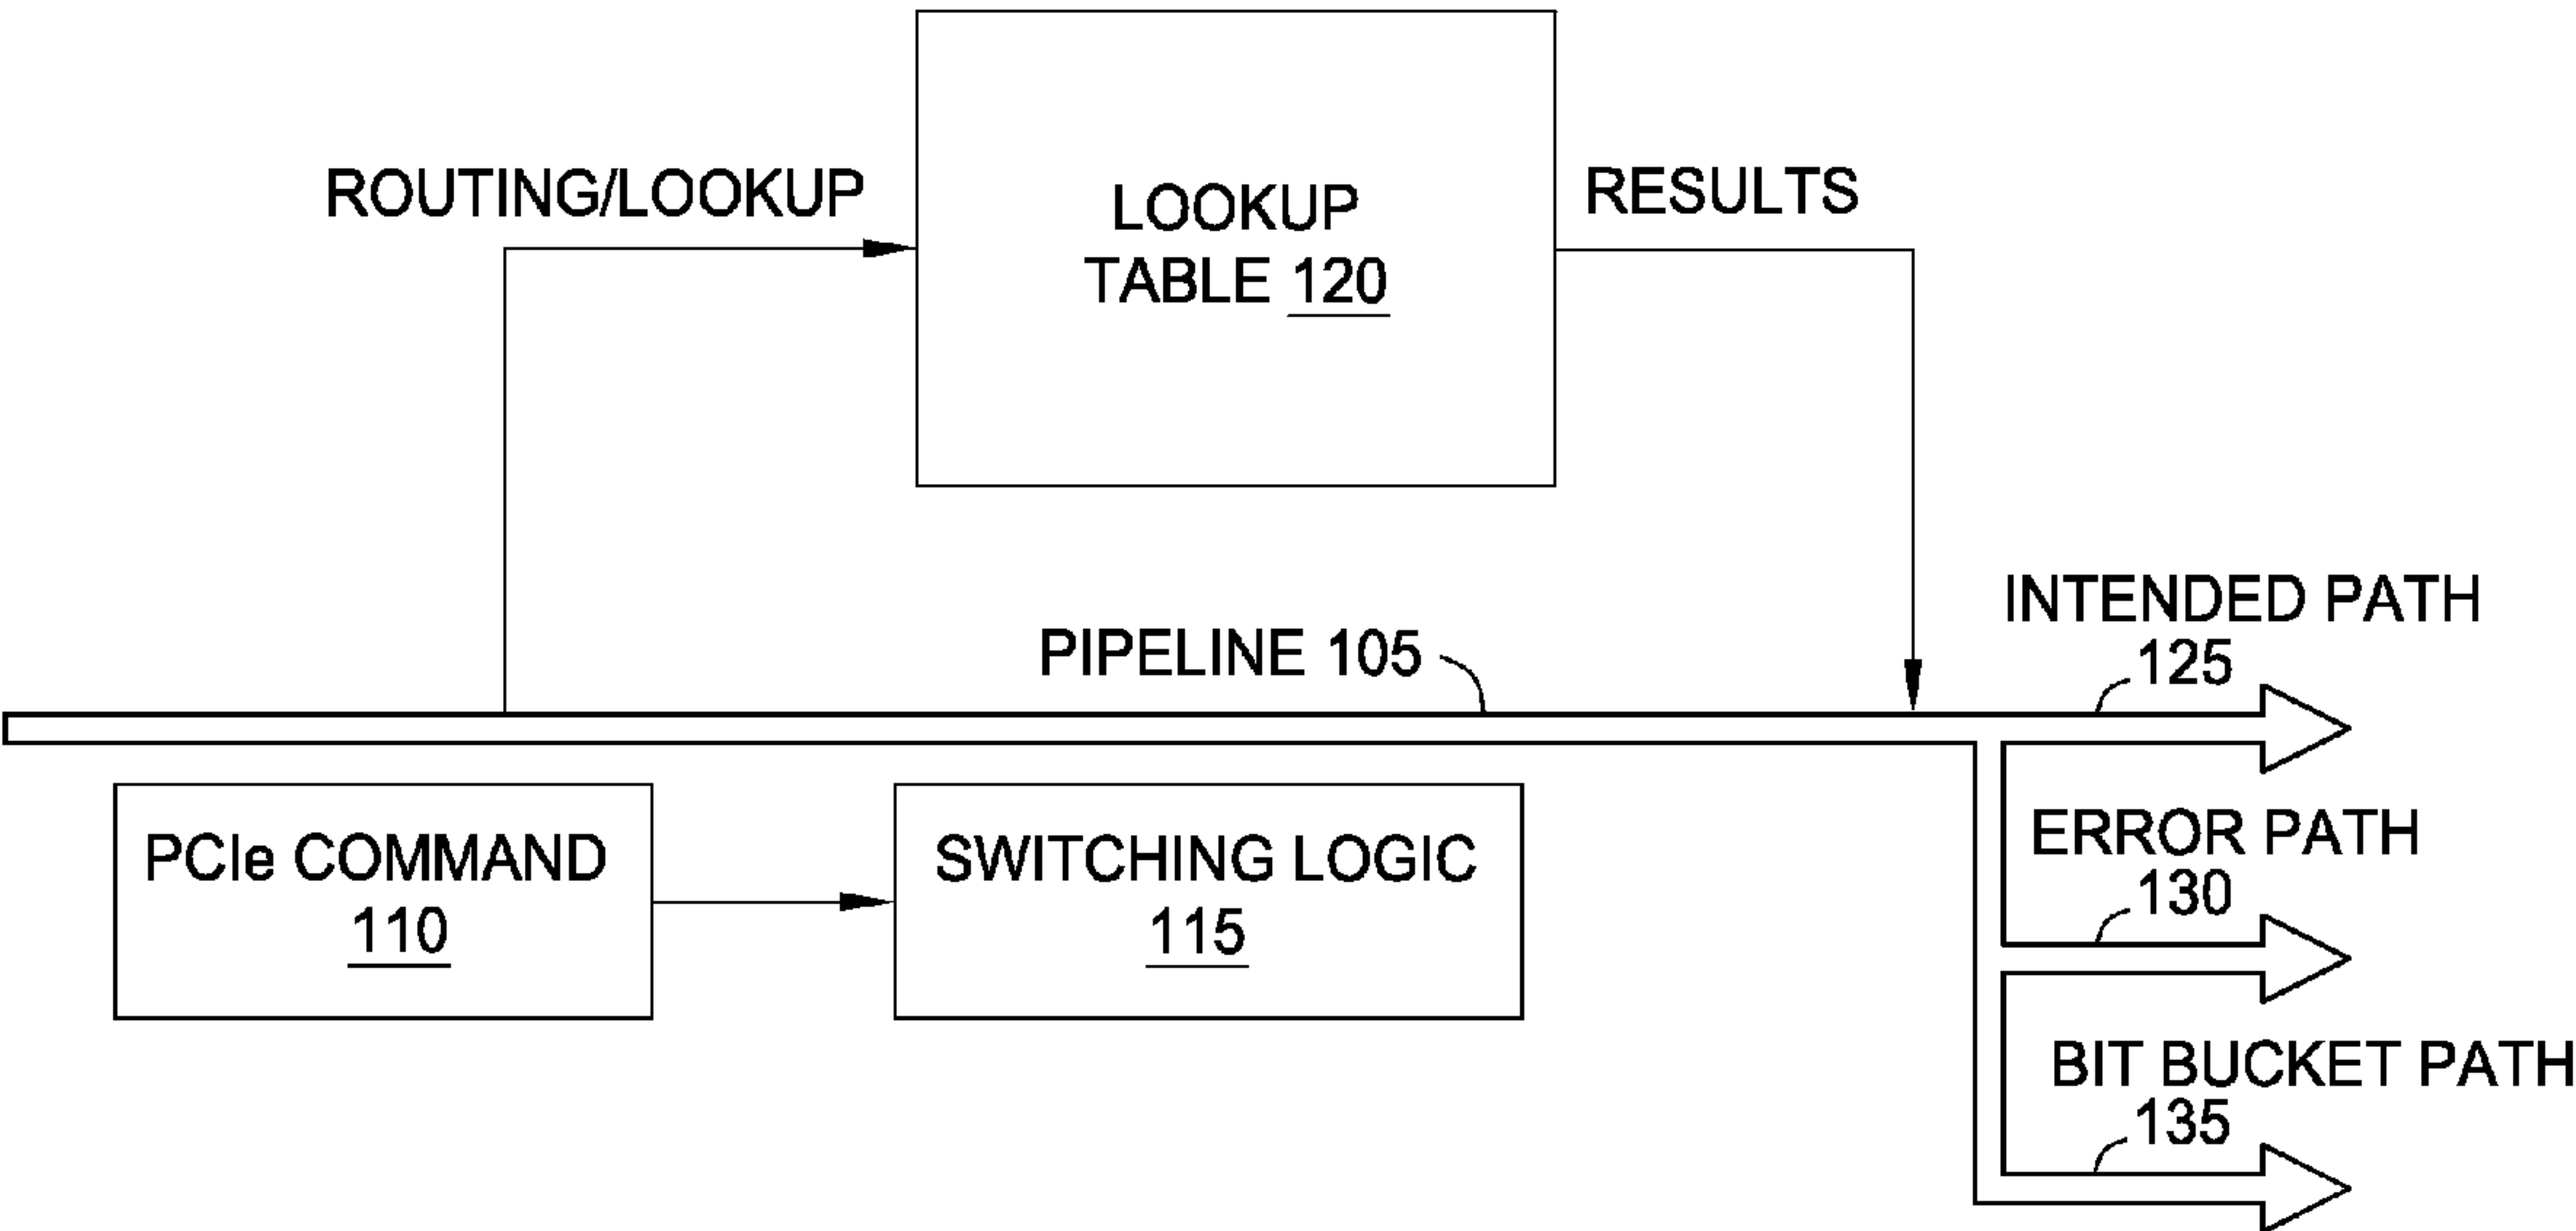 ROUTING/LOOKUP
LOOKUP
TABLE 120
RESULTS
PIPELINE 105
INTENDED PATH
125
PCIe COMMAND
110
SWITCHING LOGIC
115
ERROR PATH
130
BIT BUCKET PATH
135